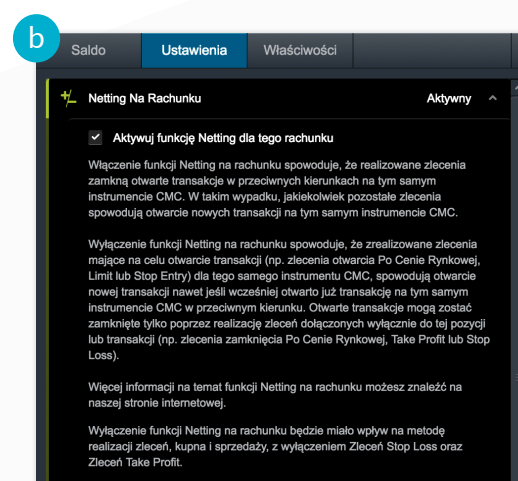 b
Saldo Ustawienia Właściwości
Netting Na Rachunku Aktywny
Aktywuj funkcję Netting dla tego rachunku
Włączenie funkcji Netting na rachunku spowoduje, że realizowane zlecenia
zamkną otwarte transakcje w przeciwnych kierunkach na tym samym
instrumencie CMC. W takim wypadku, jakiekolwiek pozostałe zlecenia
spowodują otwarcie nowych transakcji na tym samym instrumencie CMC.
Wyłączenie funkcji Netting na rachunku spowoduje, że zrealizowane zlecenia
mające na celu otwarcie transakcji (np. zlecenia otwarcia Po Cenie Rynkowej,
Limit lub Stop Entry) dla tego samego instrumentu CMC, spowodują otwarcie
nowej transakcji nawet jeśli wcześniej otwarto już transakcję na tym samym
instrumencie CMC w przeciwnym kierunku. Otwarte transakcje mogą zostać
zamknięte tylko poprzez realizację zleceń dołączonych wyłącznie do tej pozycji
lub transakcji (np. zlecenia zamknięcia Po Cenie Rynkowej, Take Profit lub Stop
Loss).
Więcej informacji na temat funkcji Netting na rachunku możesz znaleźć na
naszej stronie internetowej.
Wyłączenie funkcji Netting na rachunku będzie miało wpływ na metodę
realizacji zleceń, kupna i sprzedaży, z wyłączeniem Zleceń Stop Loss oraz
Zleceń Take Profit.